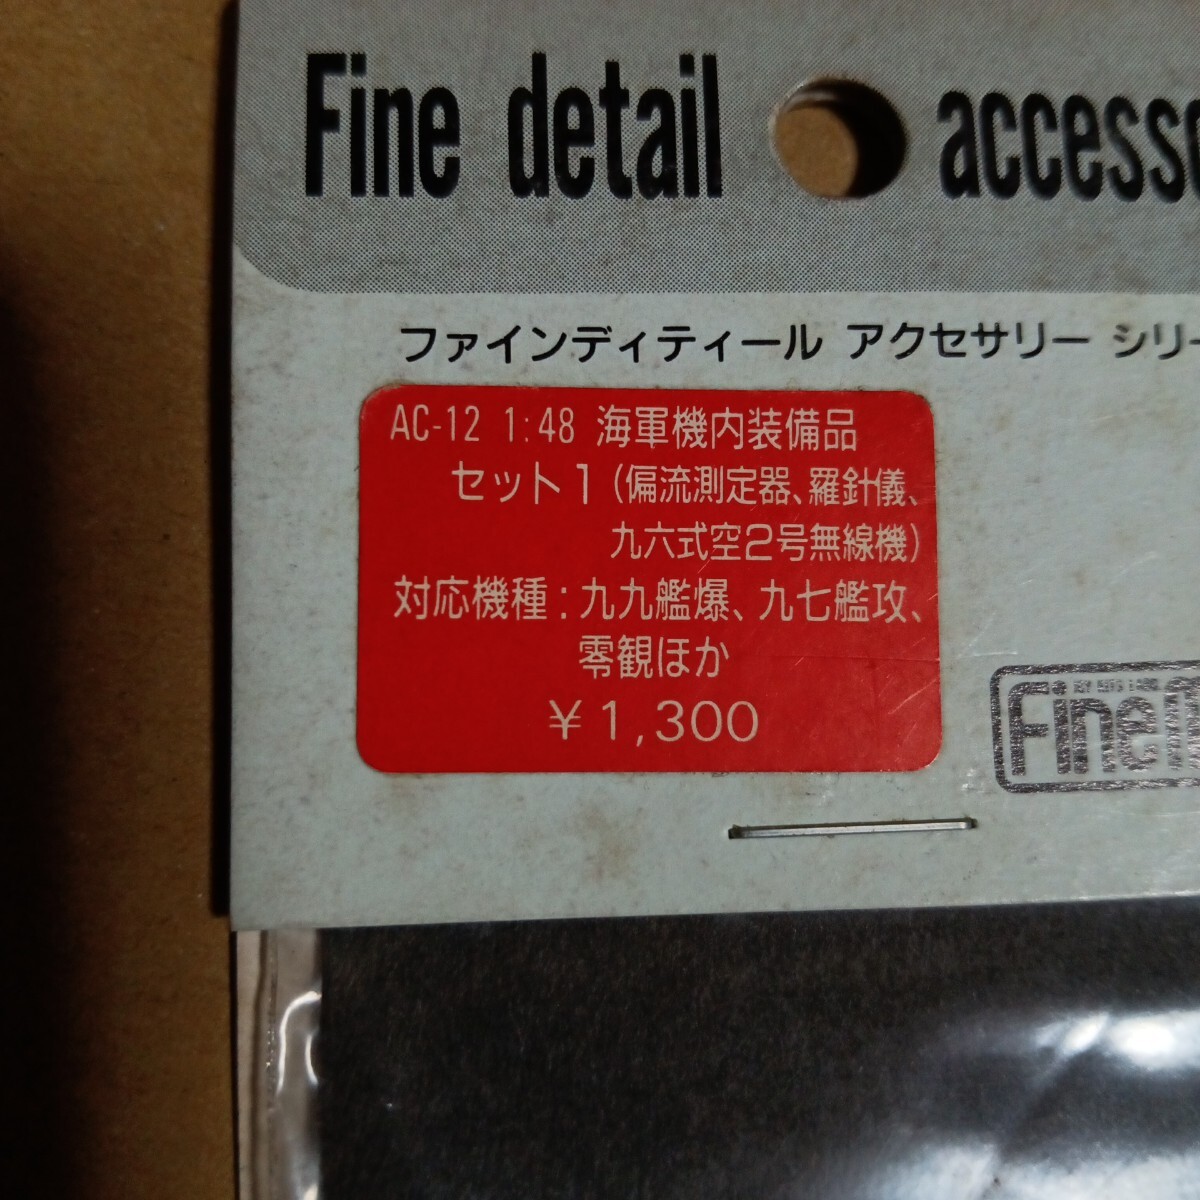 Fine detail accesso
ファインディティール アクセサリー シリー
AC-12 1:48 海軍機内装備品
セット1(偏流測定器、羅針儀、
九六式空2号無線機)
対応機種:九九艦爆、九七艦攻、
零観ほか
¥1,300
Fine